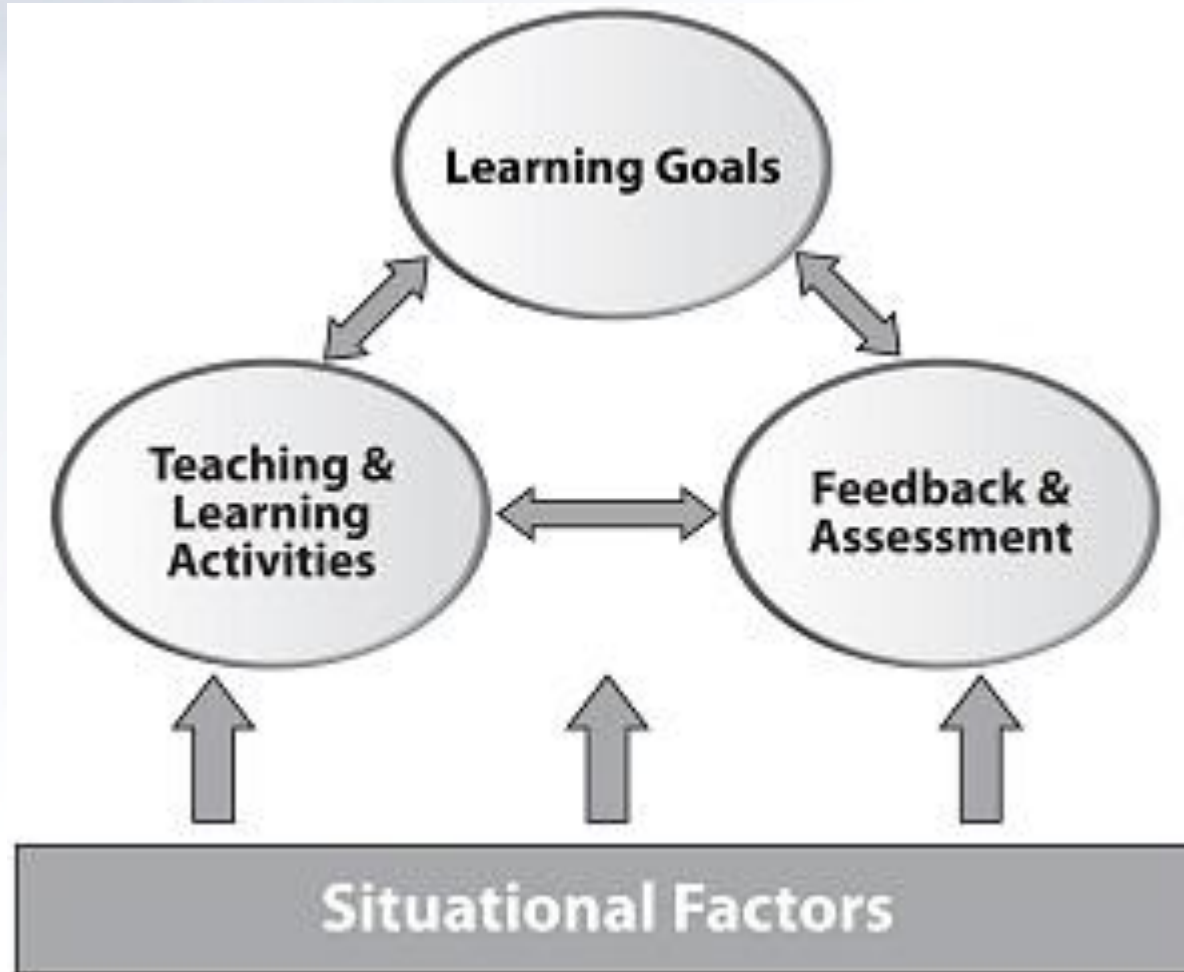 Learning Goals
Teaching &
Learning
Activities
Feedback &
Assessment
Situational Factors